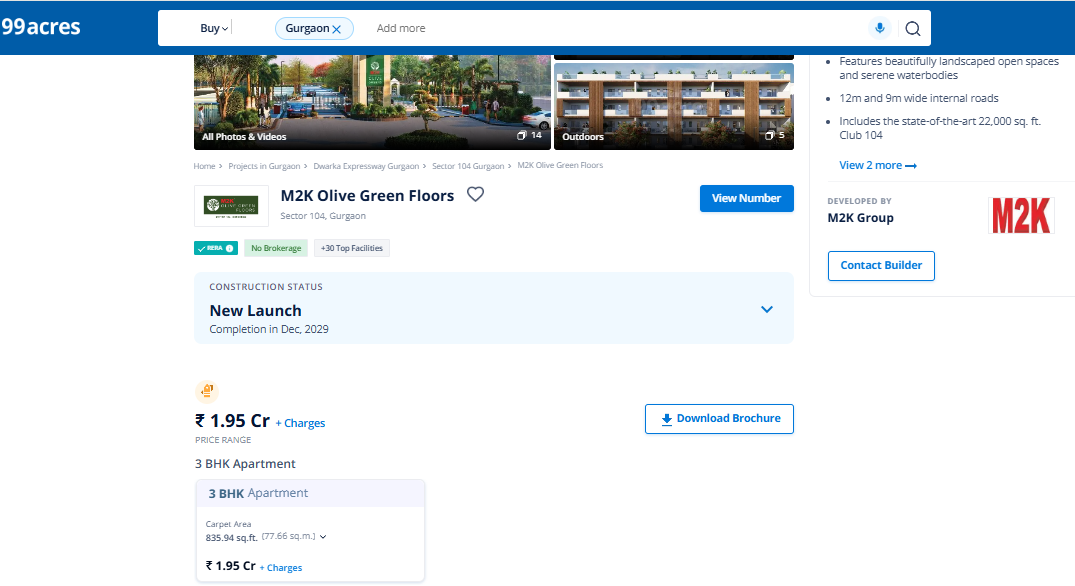 99acres
Buy
Gurgaon
Add more
All Photos & Videos
14
Outdoors
5
Home > Projects in Gurgaon > Dwarka Expressway Gurgaon > Sector 104 Gurgaon > M2K Olive Green Floors
M2K
OLIVE GREEN
FLOORS
M2K Olive Green Floors
Sector 104, Gurgaon
View Number
RERA
No Brokerage
+30 Top Facilities
CONSTRUCTION STATUS
New Launch
Completion in Dec, 2029
₹ 1.95 Cr + Charges
PRICE RANGE
Download Brochure
3 BHK Apartment
3 BHK Apartment
Carpet Area
835.94 sq.ft. (77.66 sq.m.)
₹ 1.95 Cr + Charges
• Features beautifully landscaped open spaces
and serene waterbodies
• 12m and 9m wide internal roads
• Includes the state-of-the-art 22,000 sq. ft.
Club 104
View 2 more
DEVELOPED BY
M2K Group
M2K
Contact Builder